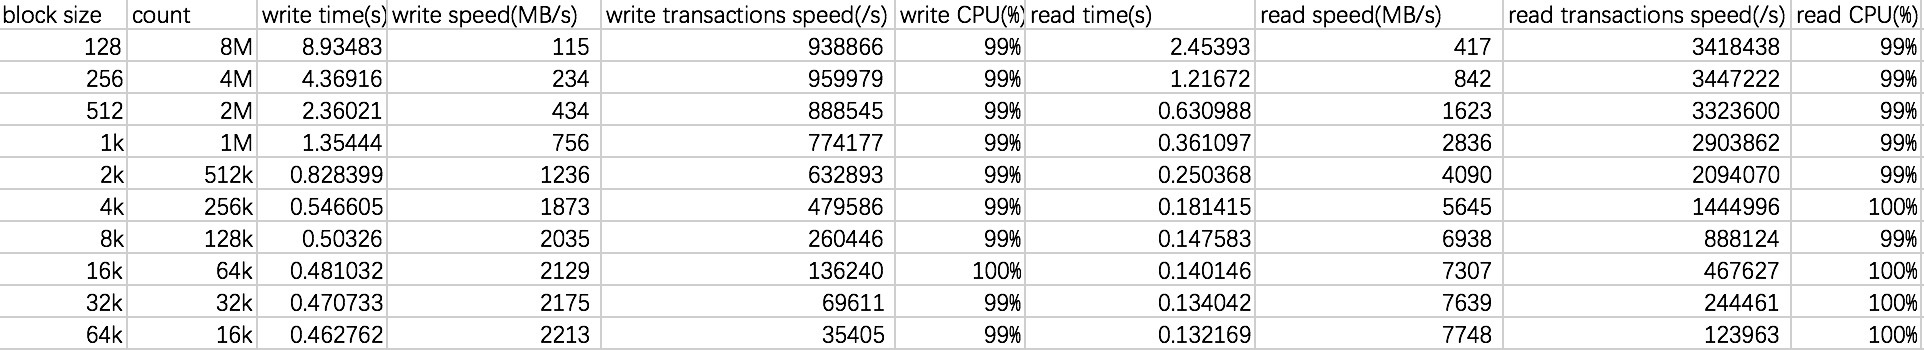 block size count write time(s) write speed(MB/s) write transactions speed(/s) write CPU(%) read time(s) read speed(MB/s) read transactions speed(/s) read CPU(%)
128 8M 8.93483 115 938866 99% 2.45393 417 3418438 99%
256 4M 4.36916 234 959979 99% 1.21672 842 3447222 99%
512 2M 2.36021 434 888545 99% 0.630988 1623 3323600 99%
1k 1M 1.35444 756 774177 99% 0.361097 2836 2903862 99%
2k 512k 0.828399 1236 632893 99% 0.250368 4090 2094070 99%
4k 256k 0.546605 1873 479586 99% 0.181415 5645 1444996 100%
8k 128k 0.50326 2035 260446 99% 0.147583 6938 888124 99%
16k 64k 0.481032 2129 136240 100% 0.140146 7307 467627 100%
32k 32k 0.470733 2175 69611 99% 0.134042 7639 244461 100%
64k 16k 0.462762 2213 35405 99% 0.132169 7748 123963 100%